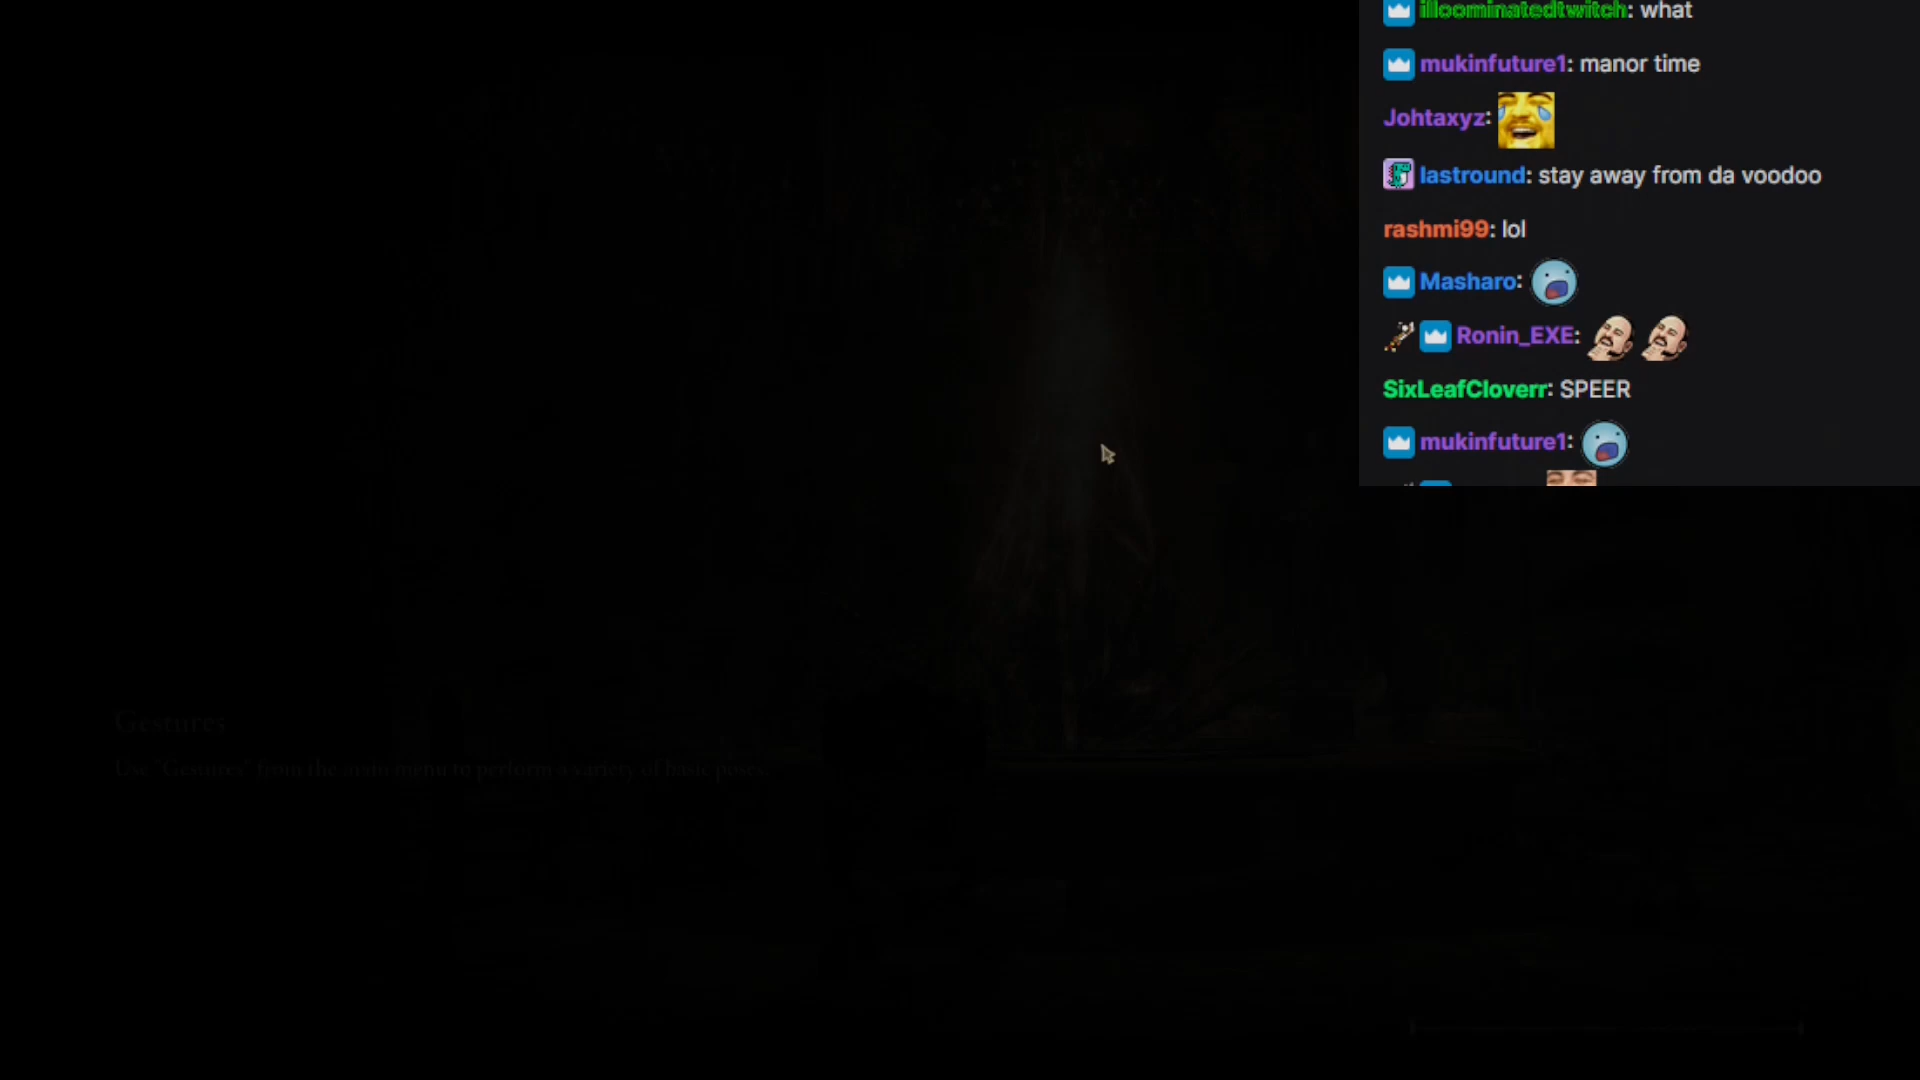 illoominatedtwitch: what
mukinfuture1: manor time
Johtaxyz:
lastround: stay away from da voodoo
rashmi99: lol
Masharo:
Ronin_EXE:
SixLeafCloverr: SPEER
mukinfuture1:
Gestures
Use "Gestures" from the main menu to perform a variety of basic poses.